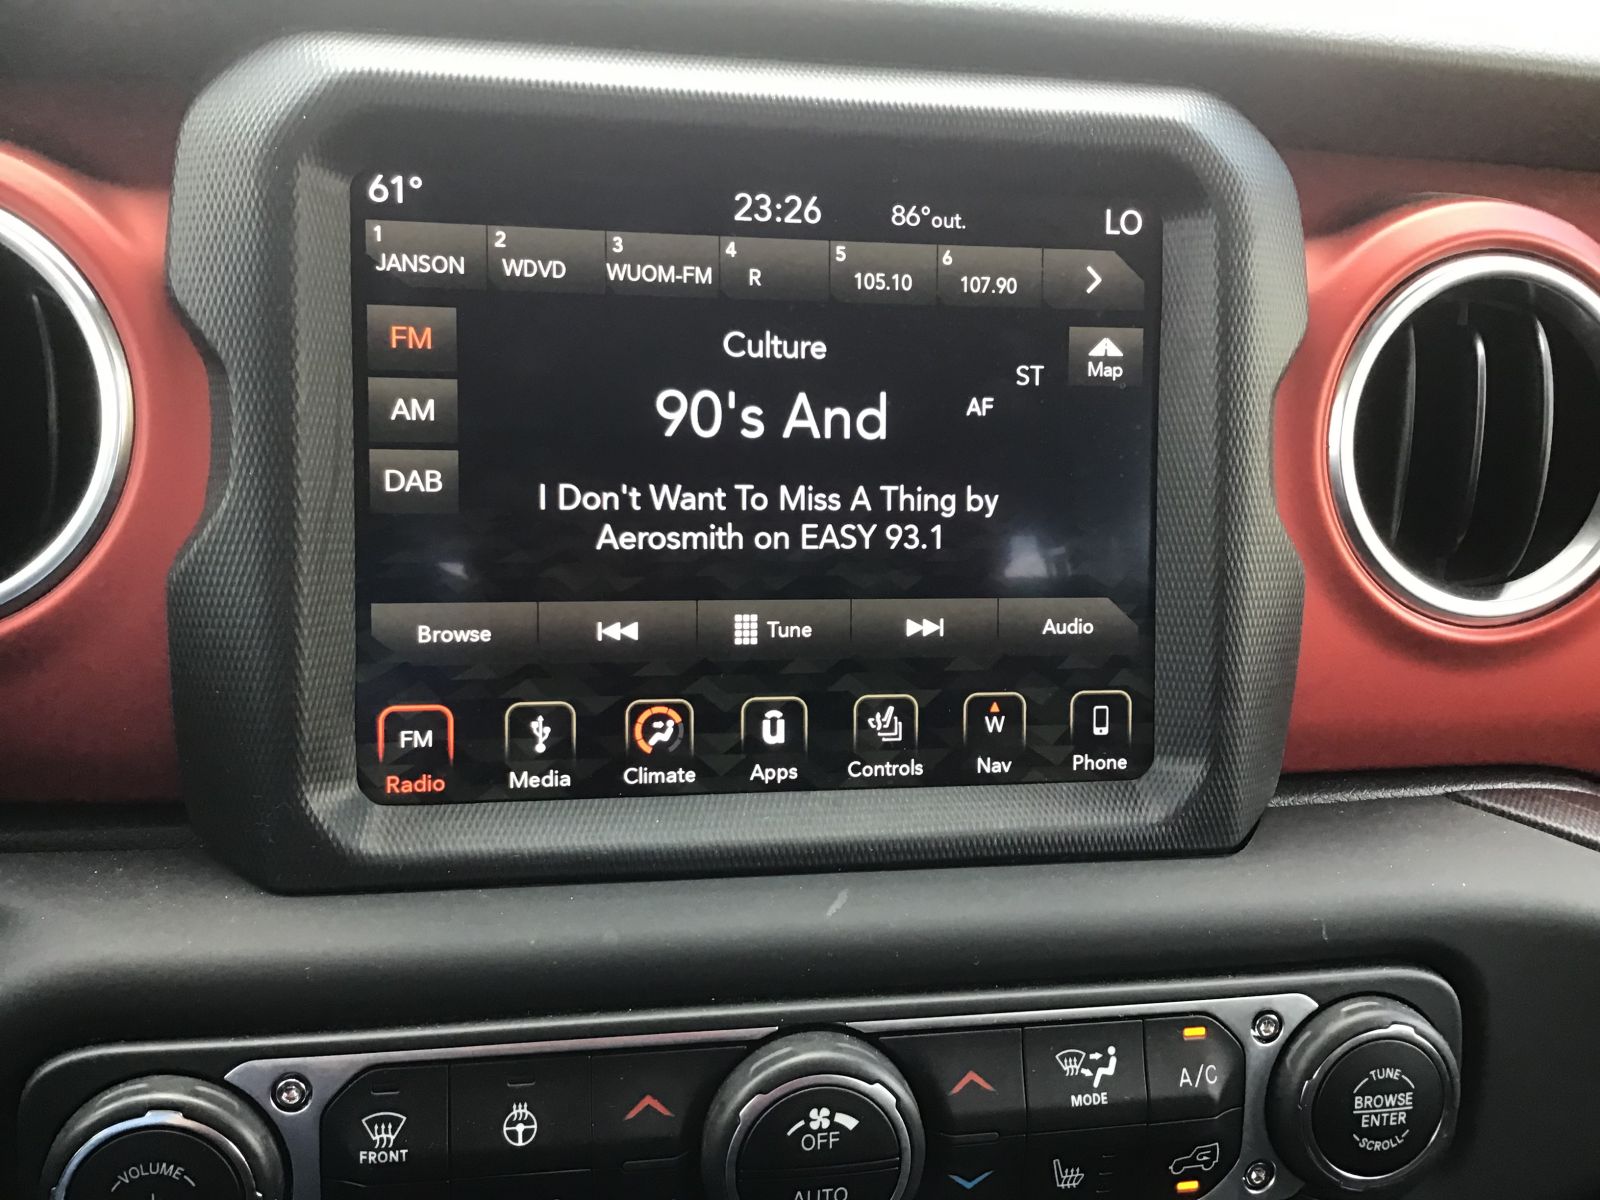 61°
23:26
86°out.
LO
1 JANSON
2 WDVD
3 WUOM-FM
4 R
5 105.10
6 107.90
FM
AM
DAB
Culture
90's And
ST
AF
Map
I Don't Want To Miss A Thing by
Aerosmith on EASY 93.1
Browse
Tune
Audio
FM
Radio
Media
Climate
u
Apps
Controls
W
Nav
Phone
FRONT
VOLUME
OFF
AUTO
MODE
A/C
TUNE
BROWSE
ENTER
SCROLL